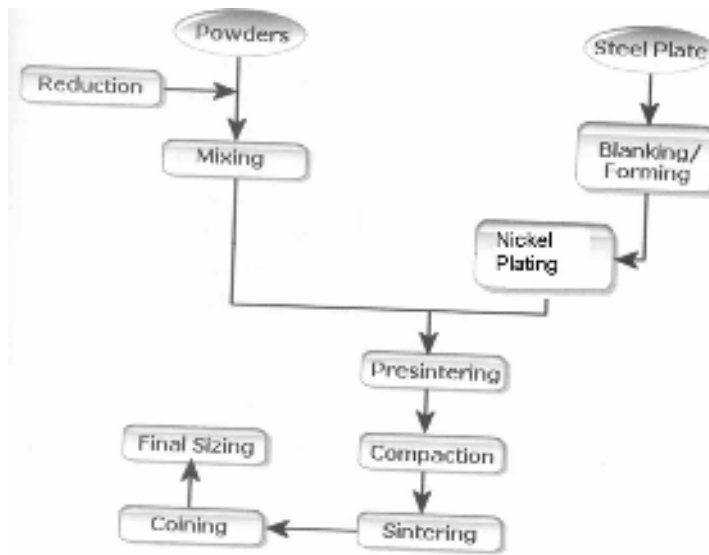 Powders
Steel Plate
Reduction
Mixing
Blanking/
Forming
Nickel
Plating
Presintering
Compaction
Final Sizing
Coining
Sintering